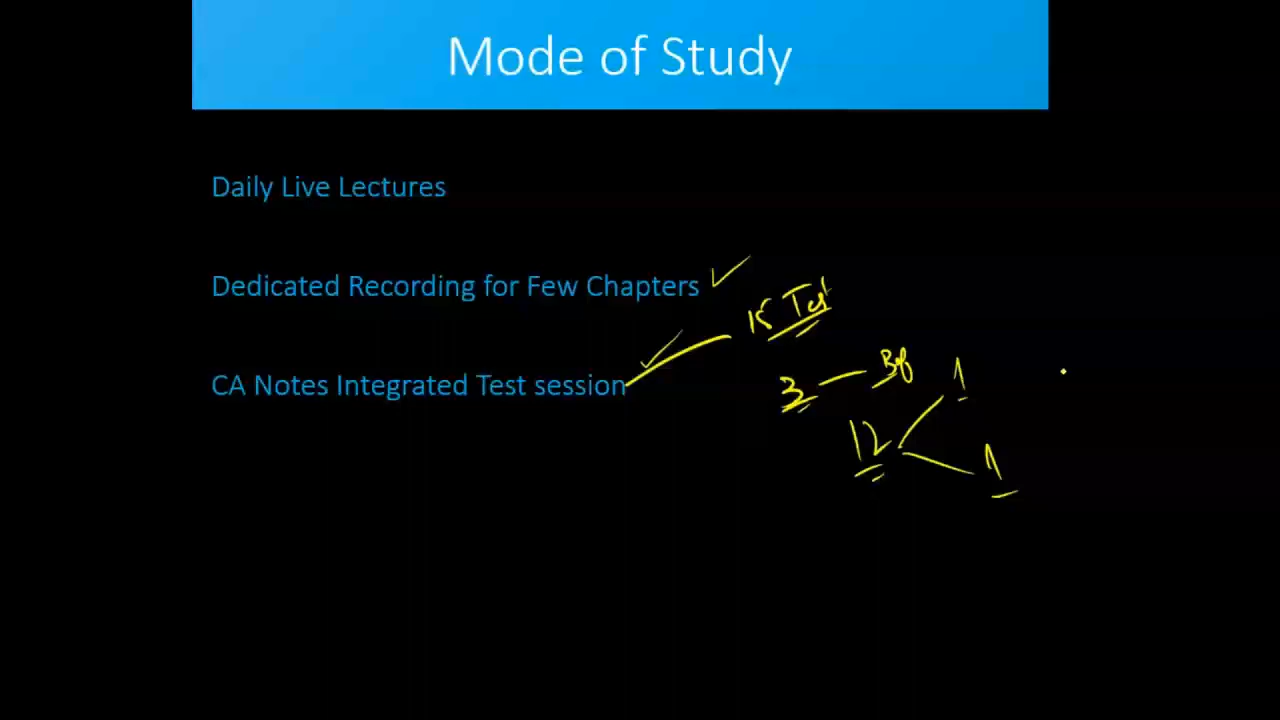 Mode of Study
Daily Live Lectures
Dedicated Recording for Few Chapters
15 Test
CA Notes Integrated Test session
3
1
12
1